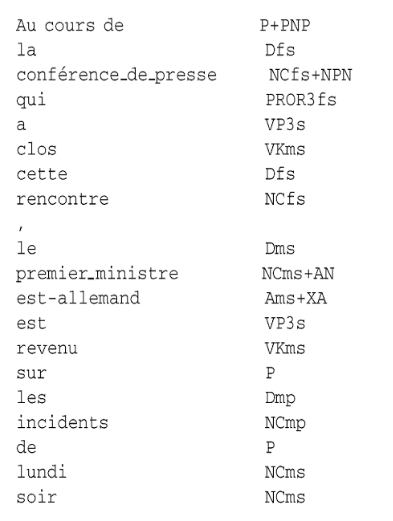 Au cours de P+PNP
la Dfs
conférence_de_presse NCfs+NPN
qui PROR3fs
a VP3s
clos VKms
cette Dfs
rencontre NCfs
,
le Dms
premier_ministre NCms+AN
est-allemand Ams+XA
est VP3s
revenu VKms
sur P
les Dmp
incidents NCmp
de P
lundi NCms
soir NCms